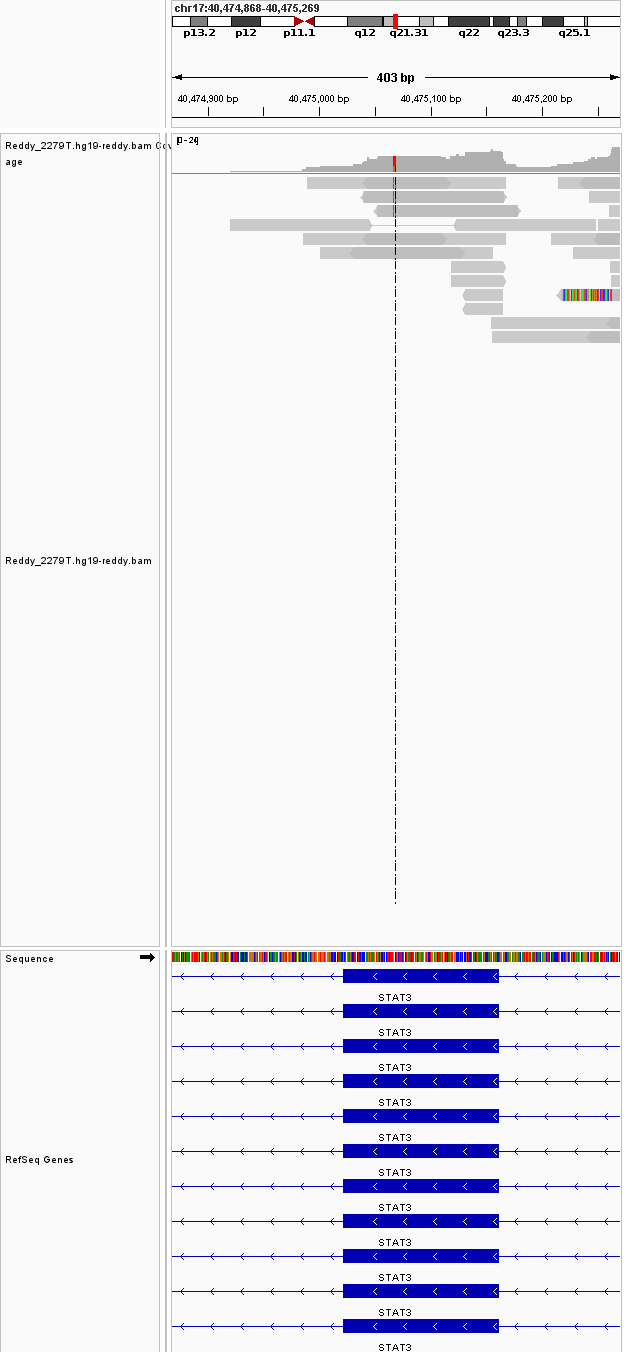 chr17:40,474,868-40,475,269
p13.2 p12 p11.1 q12 q21.31 q22 q23.3 q25.1
403 bp
40,474,900 bp 40,475,000 bp 40,475,100 bp 40,475,200 bp
Reddy_2279T.hg19-reddy.bam Cov
age
[0-24]
Reddy_2279T.hg19-reddy.bam
Sequence
STAT3
STAT3
STAT3
STAT3
STAT3
STAT3
RefSeq Genes
STAT3
STAT3
STAT3
STAT3
STAT3